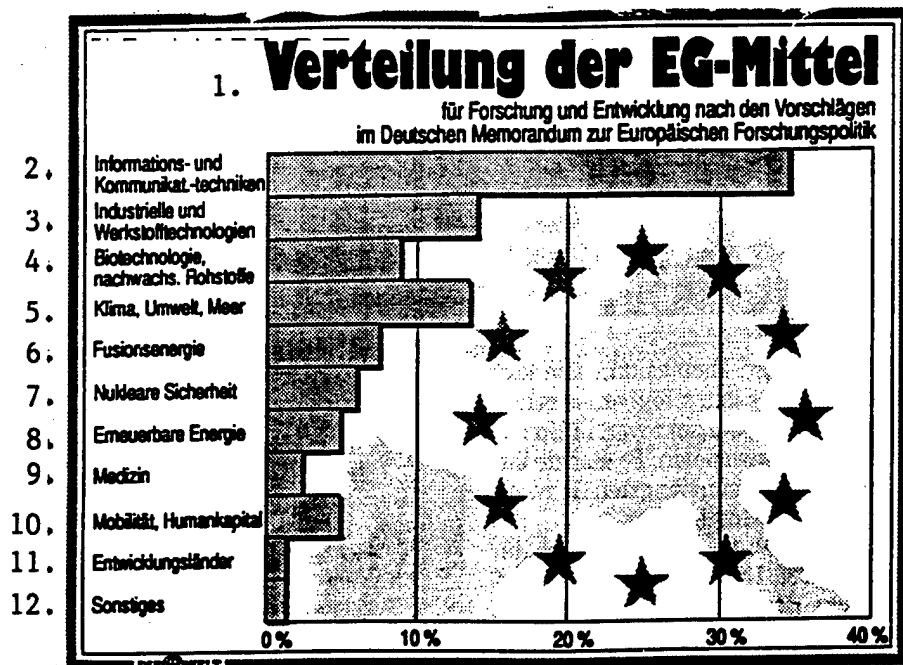 1. Verteilung der EG-Mittel
für Forschung und Entwicklung nach den Vorschlägen
im Deutschen Memorandum zur Europäischen Forschungspolitik
2. Informations- und
Kommunikat.-techniken
3. Industrielle und
Werkstofftechnologien
4. Biotechnologie,
nachwachs. Rohstoffe
5. Klima, Umwelt, Meer
6. Fusionsenergie
7. Nukleare Sicherheit
8. Erneuerbare Energie
9. Medizin
10. Mobilität, Humankapital
11. Entwicklungsländer
12. Sonstiges
0% 10% 20% 30% 40%